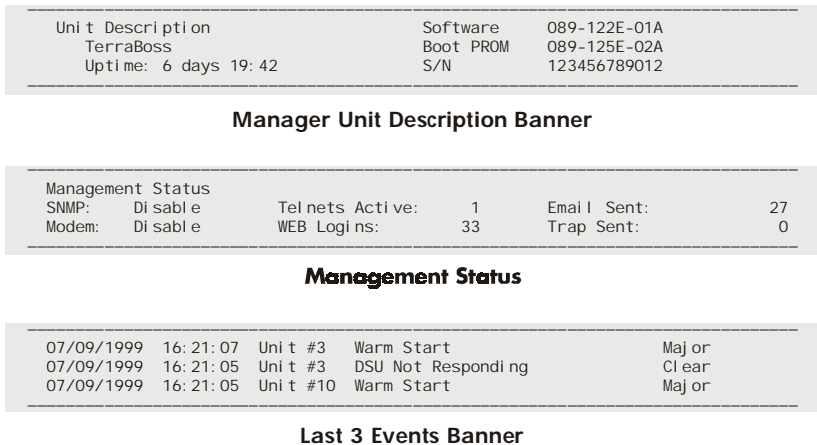 Unit Description Software 089-122E-01A
TerraBoss Boot PROM 089-125E-02A
Uptime: 6 days 19:42 S/N 123456789012
Manager Unit Description Banner
Management Status
SNMP: Disable Telnets Active: 1 Email Sent: 27
Modem: Disable WEB Logins: 33 Trap Sent: 0
Management Status
07/09/1999 16:21:07 Unit #3 Warm Start Major
07/09/1999 16:21:05 Unit #3 DSU Not Responding Clear
07/09/1999 16:21:05 Unit #10 Warm Start Major
Last 3 Events Banner